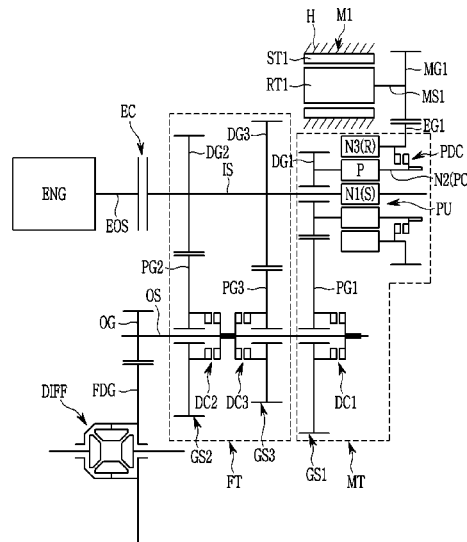 H M1
ST1
RT1
MG1
MS1
EG1
EC
DG3
DG2
DG1
N3(R)
PDC
IS
P
N2(PC
ENG
N1(S)
PU
EOS
PG2
PG3
PG1
OS
OG
DC2 DC3
DC1
FDG
DIFF
GS2
FT
GS3
GS1
MT